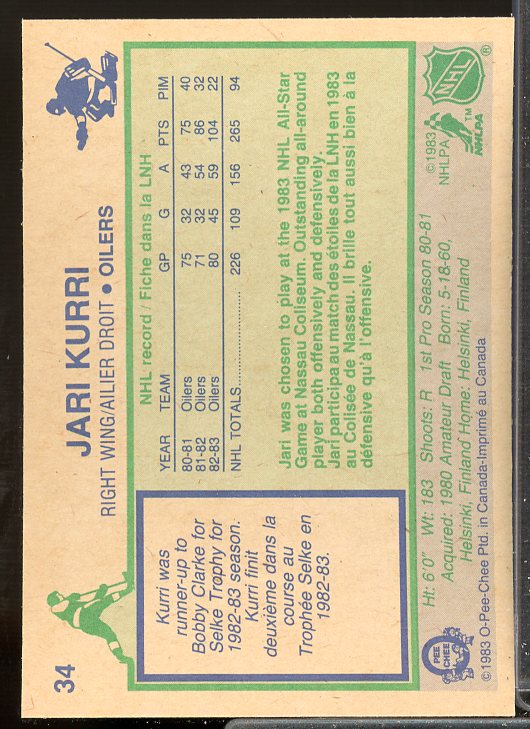 34
JARI KURRI
RIGHT WING/AILIER DROIT • OILERS
Kurri was
runner-up to
Bobby Clarke for
Selke Trophy for
1982-83 season.
Kurri finit
deuxième dans la
course au
Trophée Selke en
1982-83.
NHL record / Fiche dans la LNH
YEAR TEAM GP G A PTS PIM
80-81 Oilers 75 32 43 75 40
81-82 Oilers 71 32 54 86 32
82-83 Oilers 80 45 59 104 22
NHL TOTALS................... 226 109 156 265 94
Jari was chosen to play at the 1983 NHL All-Star
Game at Nassau Coliseum. Outstanding all-around
player both offensively and defensively.
Jari participa au match des étoiles de la LNH en 1983
au Colisée de Nassau. Il brille tout aussi bien à la
défensive qu'à l'offensive.
Ht: 6'0" Wt: 183 Shoots: R 1st Pro Season 80-81
Acquired: 1980 Amateur Draft Born: 5-18-60,
Helsinki, Finland Home: Helsinki, Finland
O PEE CHEE
©1983 O-Pee-Chee Ptd. in Canada-Imprimé au Canada
©1983
NHLPA
NHLPA ™
NHL ®